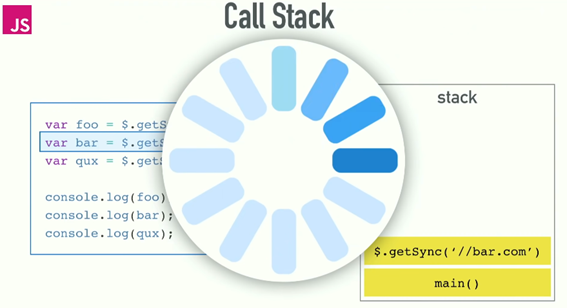 JS
Call Stack
var foo = $.getS
var bar = $.getS
var qux = $.getS
console.log(foo)
console.log(bar);
console.log(qux);
stack
$.getSync('//bar.com')
main()